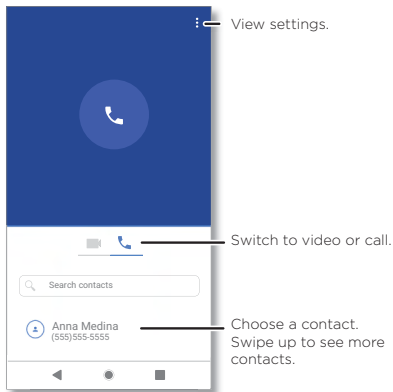 View settings.
Switch to video or call.
Search contacts
Anna Medina
(555)555-5555
Choose a contact.
Swipe up to see more
contacts.